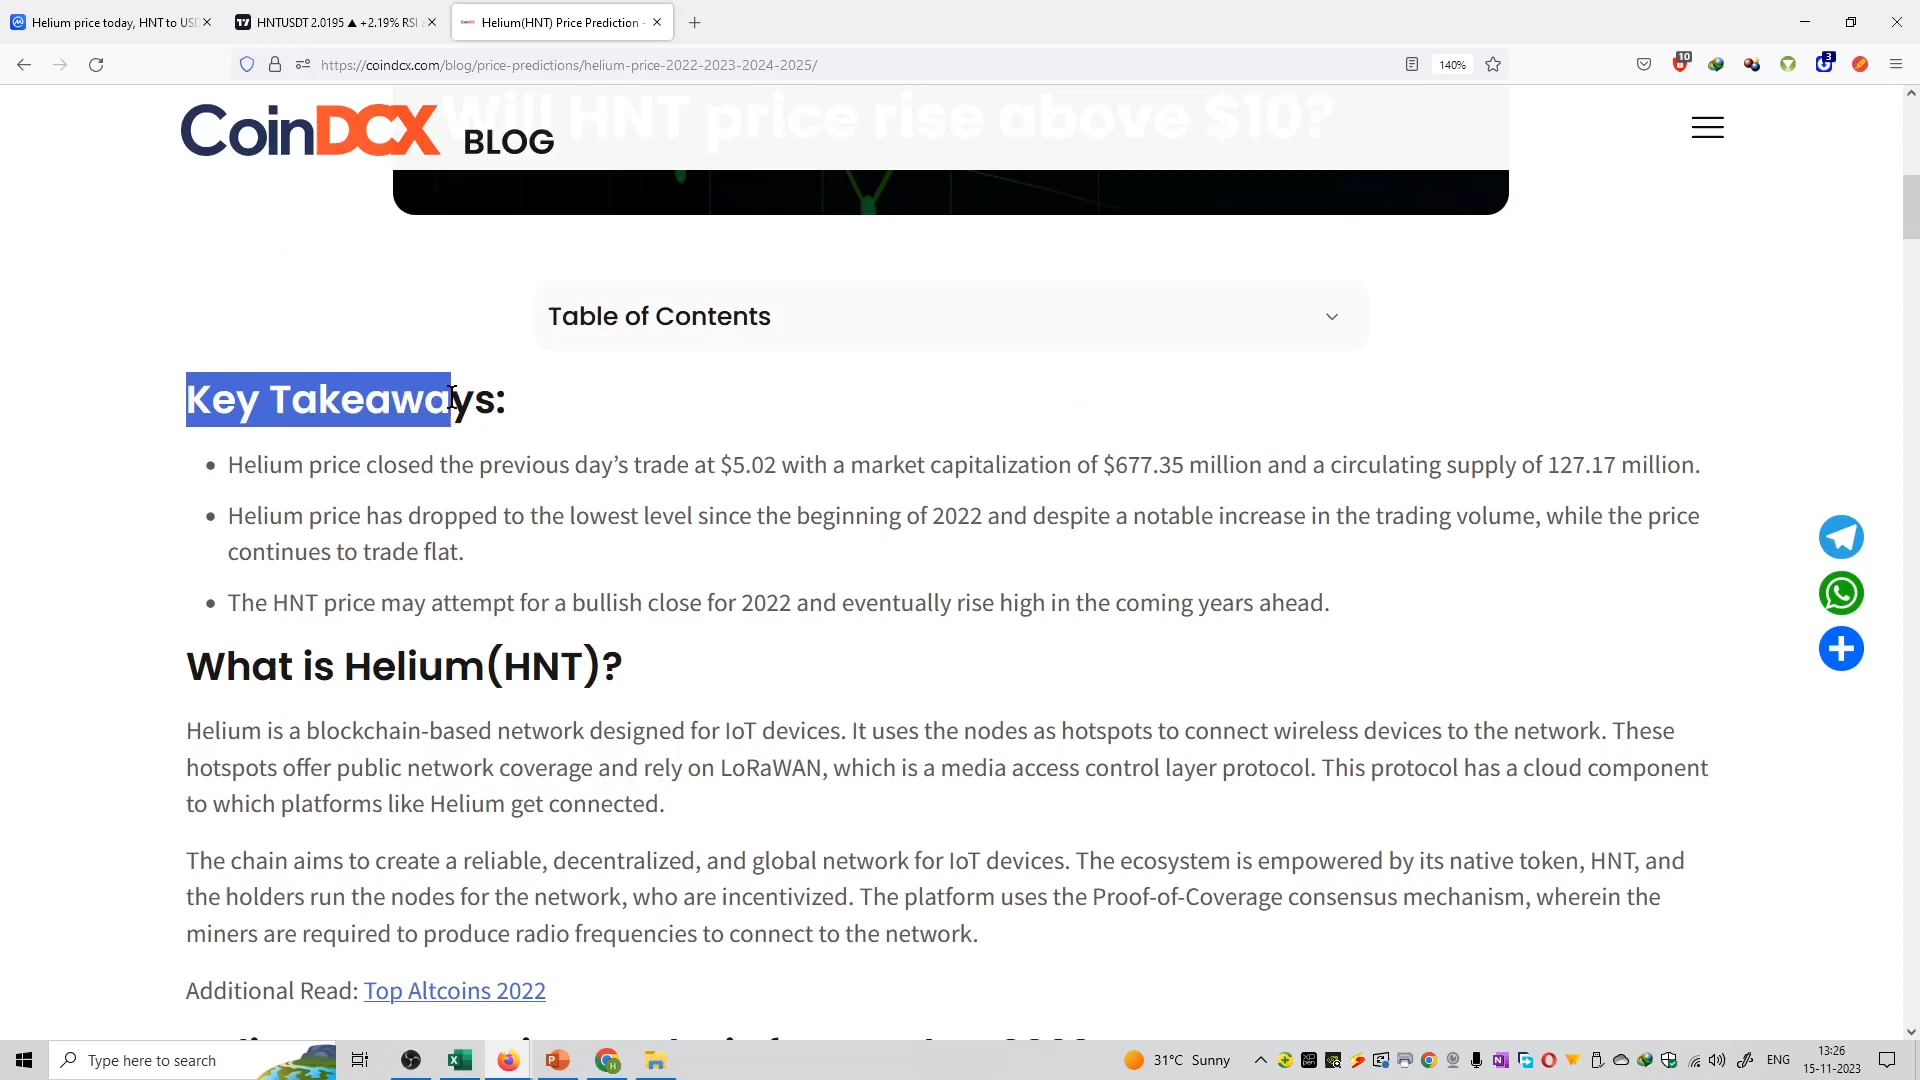 Helium price today, HNT to USD
HNTUSDT 2.0195 ▲ +2.19% RSI
Helium(HNT) Price Prediction -
https://coindcx.com/blog/price-predictions/helium-price-2022-2023-2024-2025/
140%
10
3
Will HNT price rise above $10?
CoinDCX BLOG
Table of Contents
Key Takeaways:
• Helium price closed the previous day’s trade at $5.02 with a market capitalization of $677.35 million and a circulating supply of 127.17 million.
• Helium price has dropped to the lowest level since the beginning of 2022 and despite a notable increase in the trading volume, while the price
continues to trade flat.
• The HNT price may attempt for a bullish close for 2022 and eventually rise high in the coming years ahead.
What is Helium(HNT)?
Helium is a blockchain-based network designed for IoT devices. It uses the nodes as hotspots to connect wireless devices to the network. These
hotspots offer public network coverage and rely on LoRaWAN, which is a media access control layer protocol. This protocol has a cloud component
to which platforms like Helium get connected.
The chain aims to create a reliable, decentralized, and global network for IoT devices. The ecosystem is empowered by its native token, HNT, and
the holders run the nodes for the network, who are incentivized. The platform uses the Proof-of-Coverage consensus mechanism, wherein the
miners are required to produce radio frequencies to connect to the network.
Additional Read: Top Altcoins 2022
Type here to search
31°C Sunny
ENG
13:26
15-11-2023